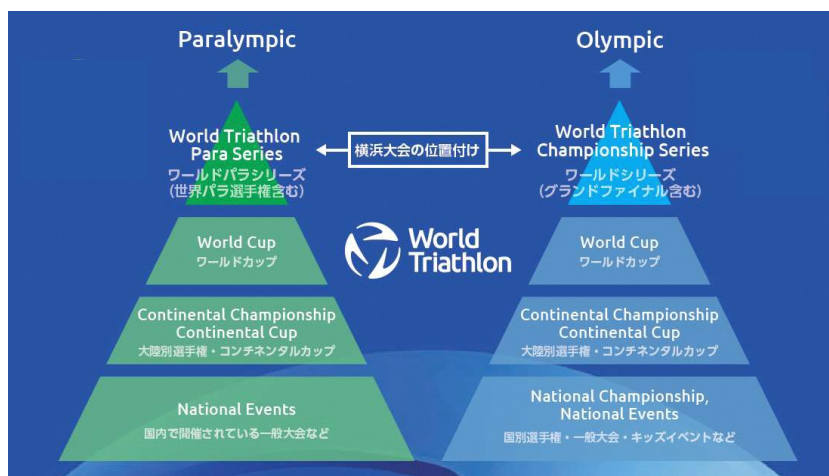 Paralympic
World Triathlon
Para Series
ワールドパラシリーズ
(世界パラ選手権含む)
World Cup
ワールドカップ
Continental Championship
Continental Cup
大陸別選手権・コンチネンタルカップ
National Events
国内で開催されている一般大会など
横浜大会の位置付け
World
Triathlon
Olympic
World Triathlon
Championship Series
ワールドシリーズ
(グランドファイナル含む)
World Cup
ワールドカップ
Continental Championship
Continental Cup
大陸別選手権・コンチネンタルカップ
National Championship,
National Events
国別選手権・一般大会・キッズイベントなど